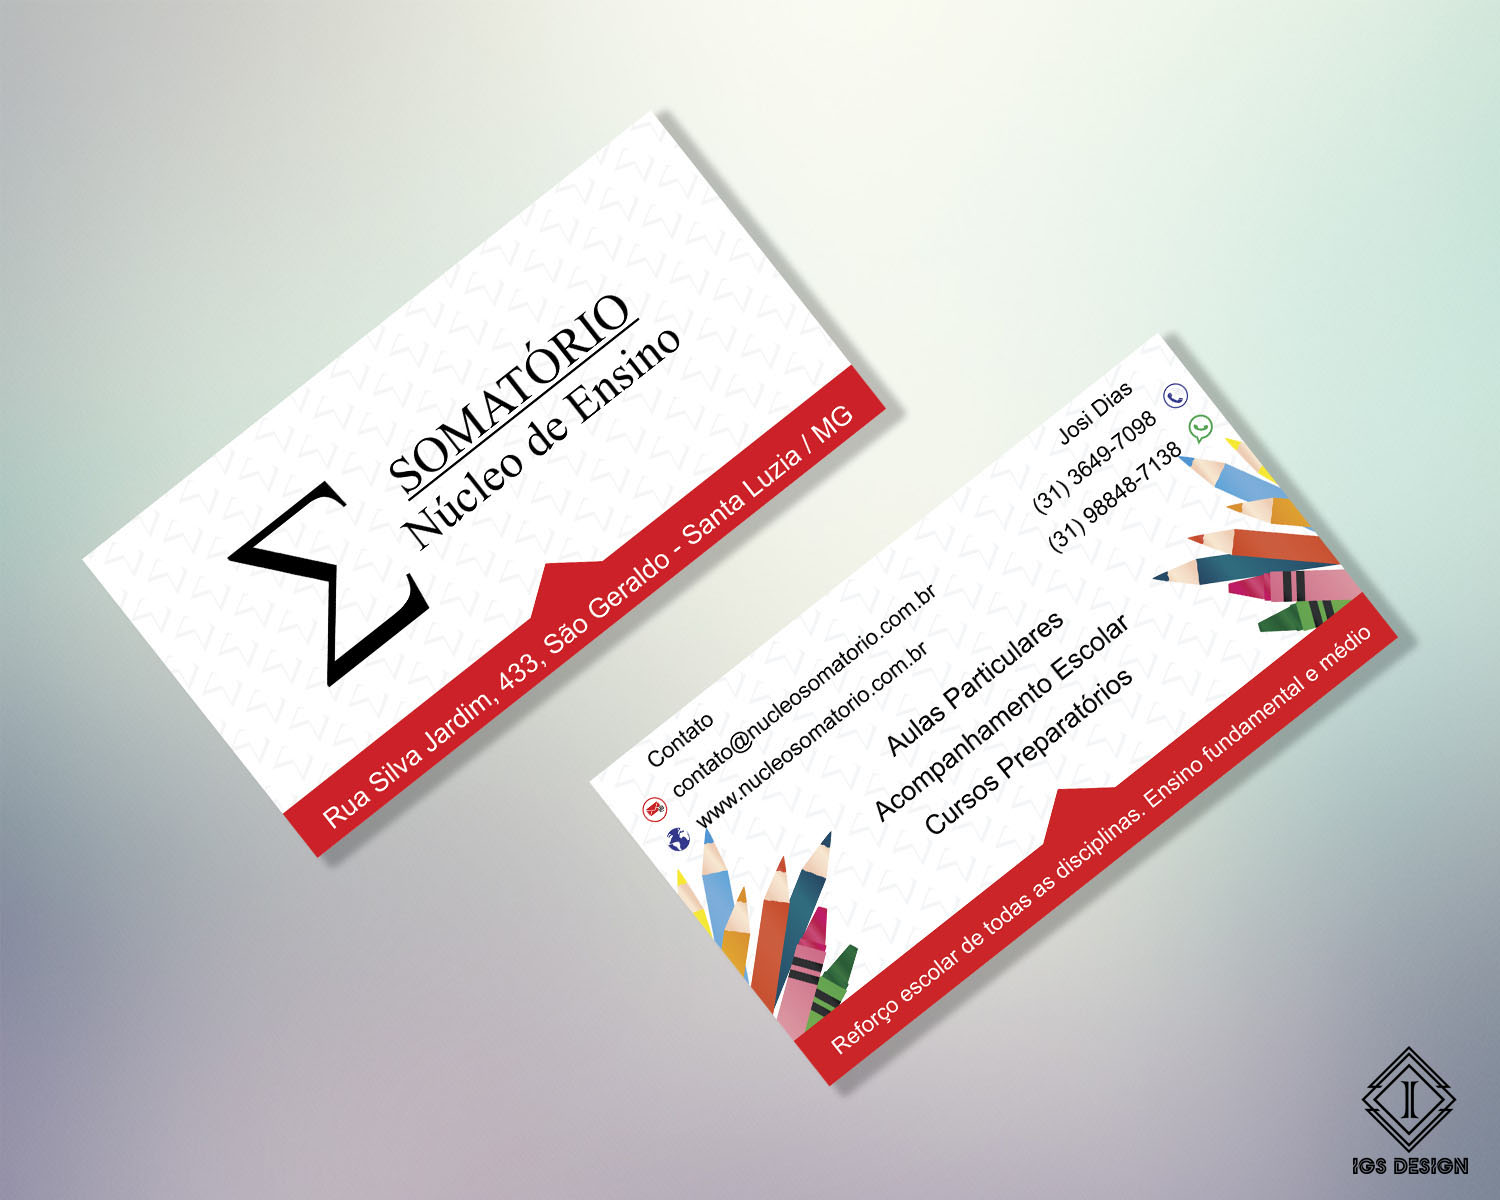 Σ
SOMATÓRIO
Núcleo de Ensino
Rua Silva Jardim, 433, São Geraldo - Santa Luzia / MG
Josi Dias
(31) 3649-7098
(31) 98848-7138
Contato
contato@nucleosomatorio.com.br
www.nucleosomatorio.com.br
Aulas Particulares
Acompanhamento Escolar
Cursos Preparatórios
Reforço escolar de todas as disciplinas. Ensino fundamental e médio
I
IGS DESIGN